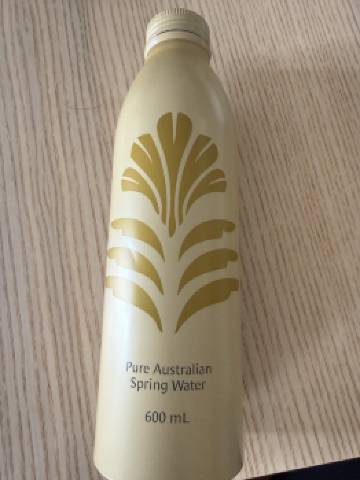 Pure Australian
Spring Water
600 mL